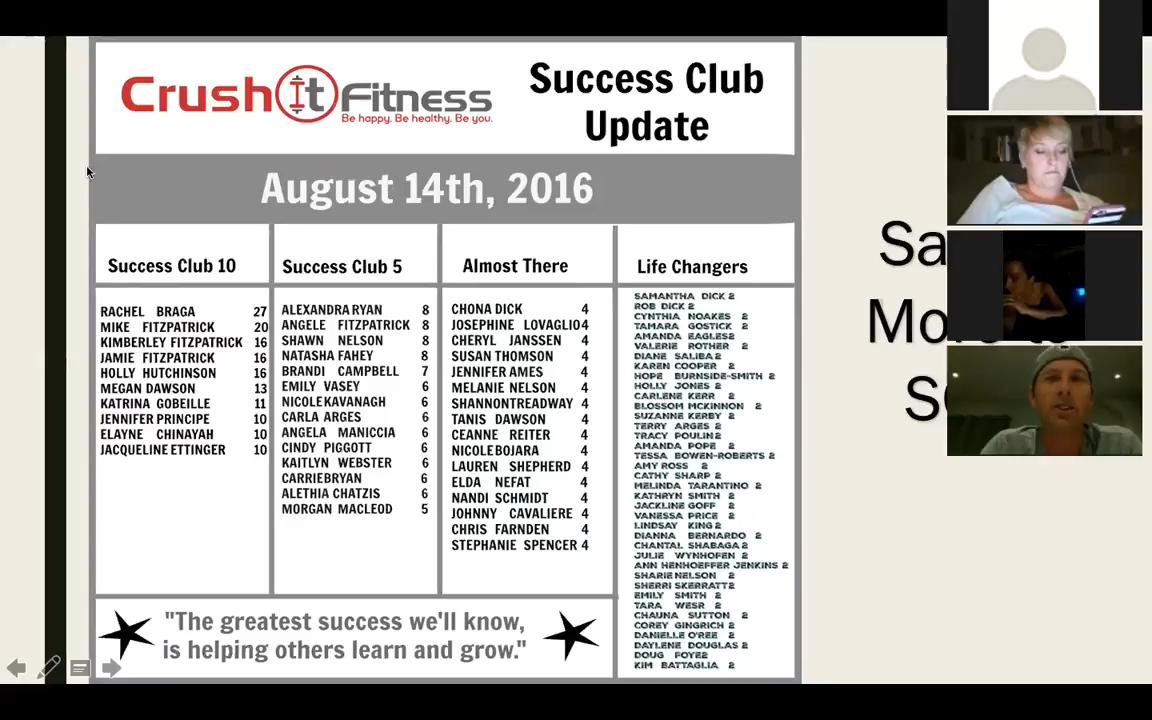 CrushIt Fitness
Be happy. Be healthy. Be you.
Success Club
Update
August 14th, 2016
Success Club 10
RACHEL BRAGA 27
MIKE FITZPATRICK 20
KIMBERLEY FITZPATRICK 16
JAMIE FITZPATRICK 16
HOLLY HUTCHINSON 16
MEGAN DAWSON 13
KATRINA GOBEILLE 11
JENNIFER PRINCIPE 10
ELAYNE CHINAYAH 10
JACQUELINE ETTINGER 10
Success Club 5
ALEXANDRA RYAN 8
ANGELE FITZPATRICK 8
SHAWN NELSON 8
NATASHA FAHEY 8
BRANDI CAMPBELL 7
EMILY VASEY 6
NICOLE KAVANAGH 6
CARLA ARGES 6
ANGELA MANICCIA 6
CINDY PIGGOTT 6
KAITLYN WEBSTER 6
CARRIEBRYAN 6
ALETHIA CHATZIS 6
MORGAN MACLEOD 5
Almost There
CHONA DICK 4
JOSEPHINE LOVAGLIO 4
CHERYL JANSSEN 4
SUSAN THOMSON 4
JENNIFER AMES 4
MELANIE NELSON 4
SHANNONTREADWAY 4
TANIS DAWSON 4
CEANNE REITER 4
NICOLE BOJARA 4
LAUREN SHEPHERD 4
ELDA NEFAT 4
NANDI SCHMIDT 4
JOHNNY CAVALIERE 4
CHRIS FARNDEN 4
STEPHANIE SPENCER 4
Life Changers
SAMANTHA DICK 2
ROB DICK 2
CYNTHIA NOAKES 2
TAMARA GOSTICK 2
AMANDA EAGLES 2
VALERIE ROTHER 2
DIANE SALIBA 2
KAREN COOPER 2
HOPE BURNSIDE-SMITH 2
HOLLY JONES 2
CARLENE KERR 2
BLOSSOM MCKINNON 2
SUZANNE KERBY 2
TERRY ARGES 2
TRACY POULIN 2
AMANDA POPE 2
TESSA BOWEN-ROBERTS 2
AMY ROSS 2
CATHY SHARP 2
MELINDA TARANTINO 2
KATHRYN SMITH 2
JACKLINE GOFF 2
VANESSA PRICE 2
LINDSAY KING 2
DIANNA BERNARDO 2
CHANTAL SHABAGA 2
JULIE WYNHOFEN 2
ANN HENHOEFFER JENKINS 2
SHARIE NELSON 2
SHERRI SKERRATT 2
EMILY SMITH 2
TARA WESR 2
CHAUNA SUTTON 2
COREY GINGRICH 2
DANIELLE O'REE 2
DAYLENE DOUGLAS 2
DOUG FOYE 2
KIM BATTAGLIA 2
"The greatest success we'll know,
is helping others learn and grow."